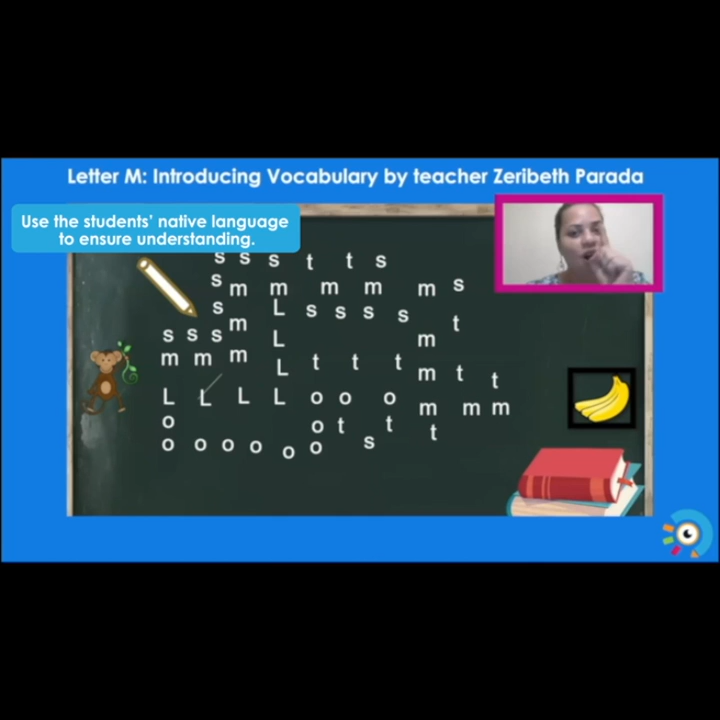 Letter M: Introducing Vocabulary by teacher Zeribeth Parada
Use the students' native language
to ensure understanding.
s s s t t s
s m m m m m s
s L s s s s
m t
s s s L m
m m m L t t t m t t
L L L L o o o m m m
o o t t t
o o o o o o s